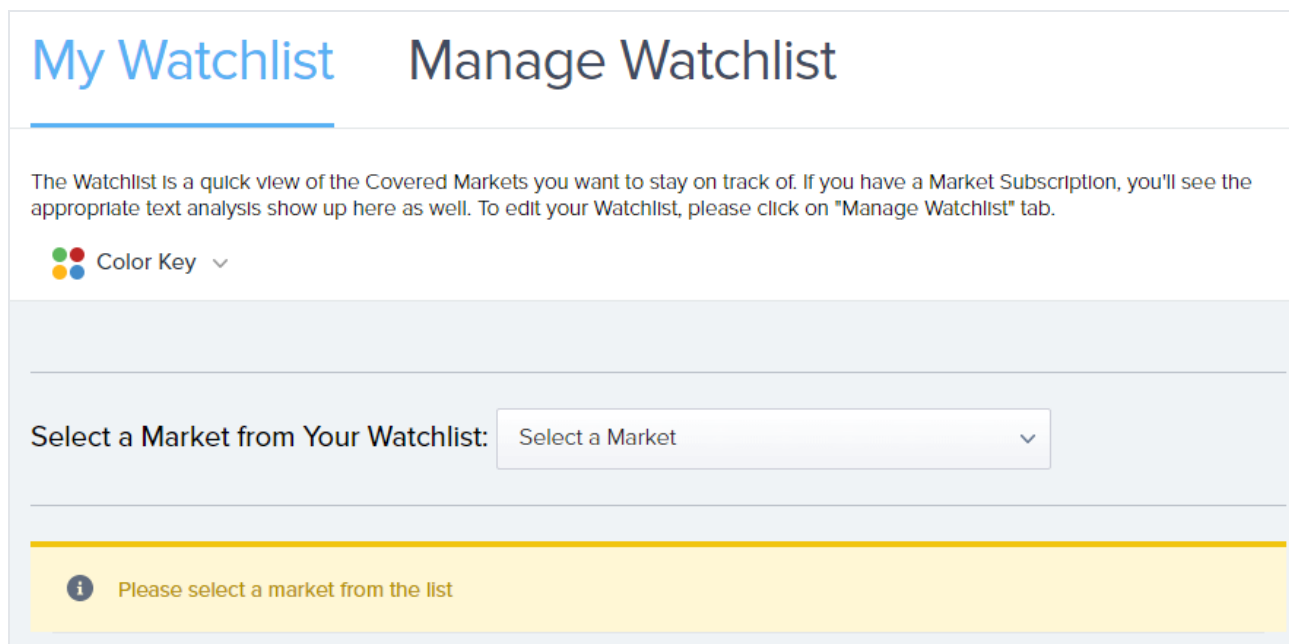 My Watchlist Manage Watchlist
The Watchlist is a quick view of the Covered Markets you want to stay on track of. If you have a Market Subscription, you'll see the
appropriate text analysis show up here as well. To edit your Watchlist, please click on "Manage Watchlist" tab.
Color Key
Select a Market from Your Watchlist: Select a Market
Please select a market from the list